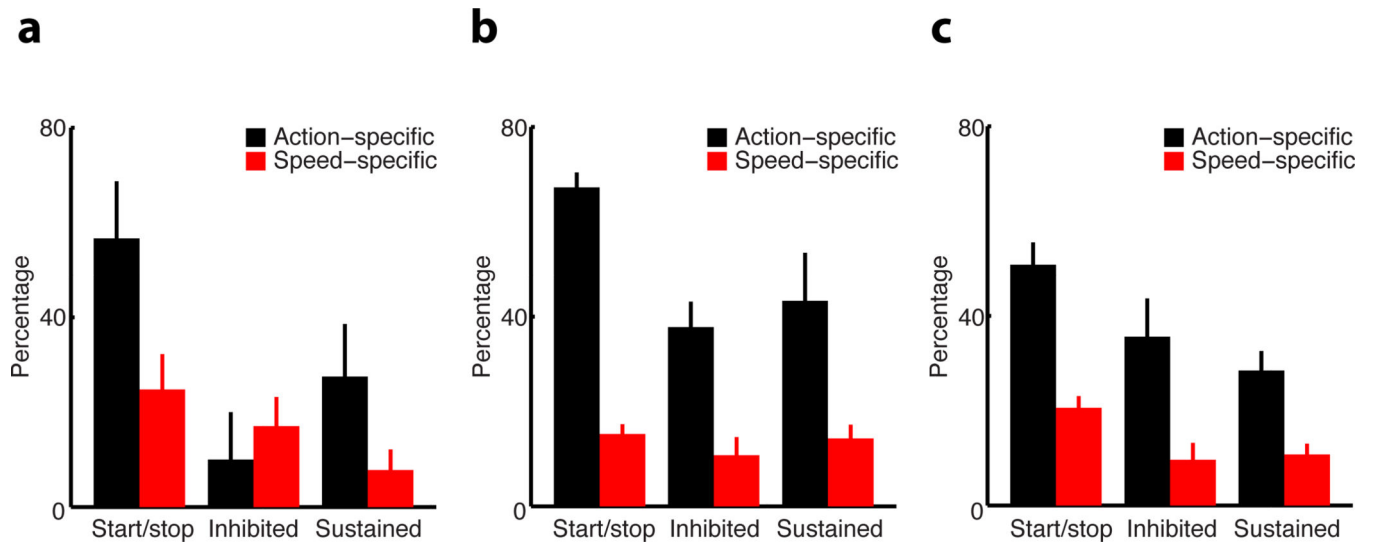 a
80
Action-specific
Speed-specific
Percentage
40
0
Start/stop Inhibited Sustained
b
80
Action-specific
Speed-specific
Percentage
40
0
Start/stop Inhibited Sustained
c
80
Action-specific
Speed-specific
Percentage
40
0
Start/stop Inhibited Sustained